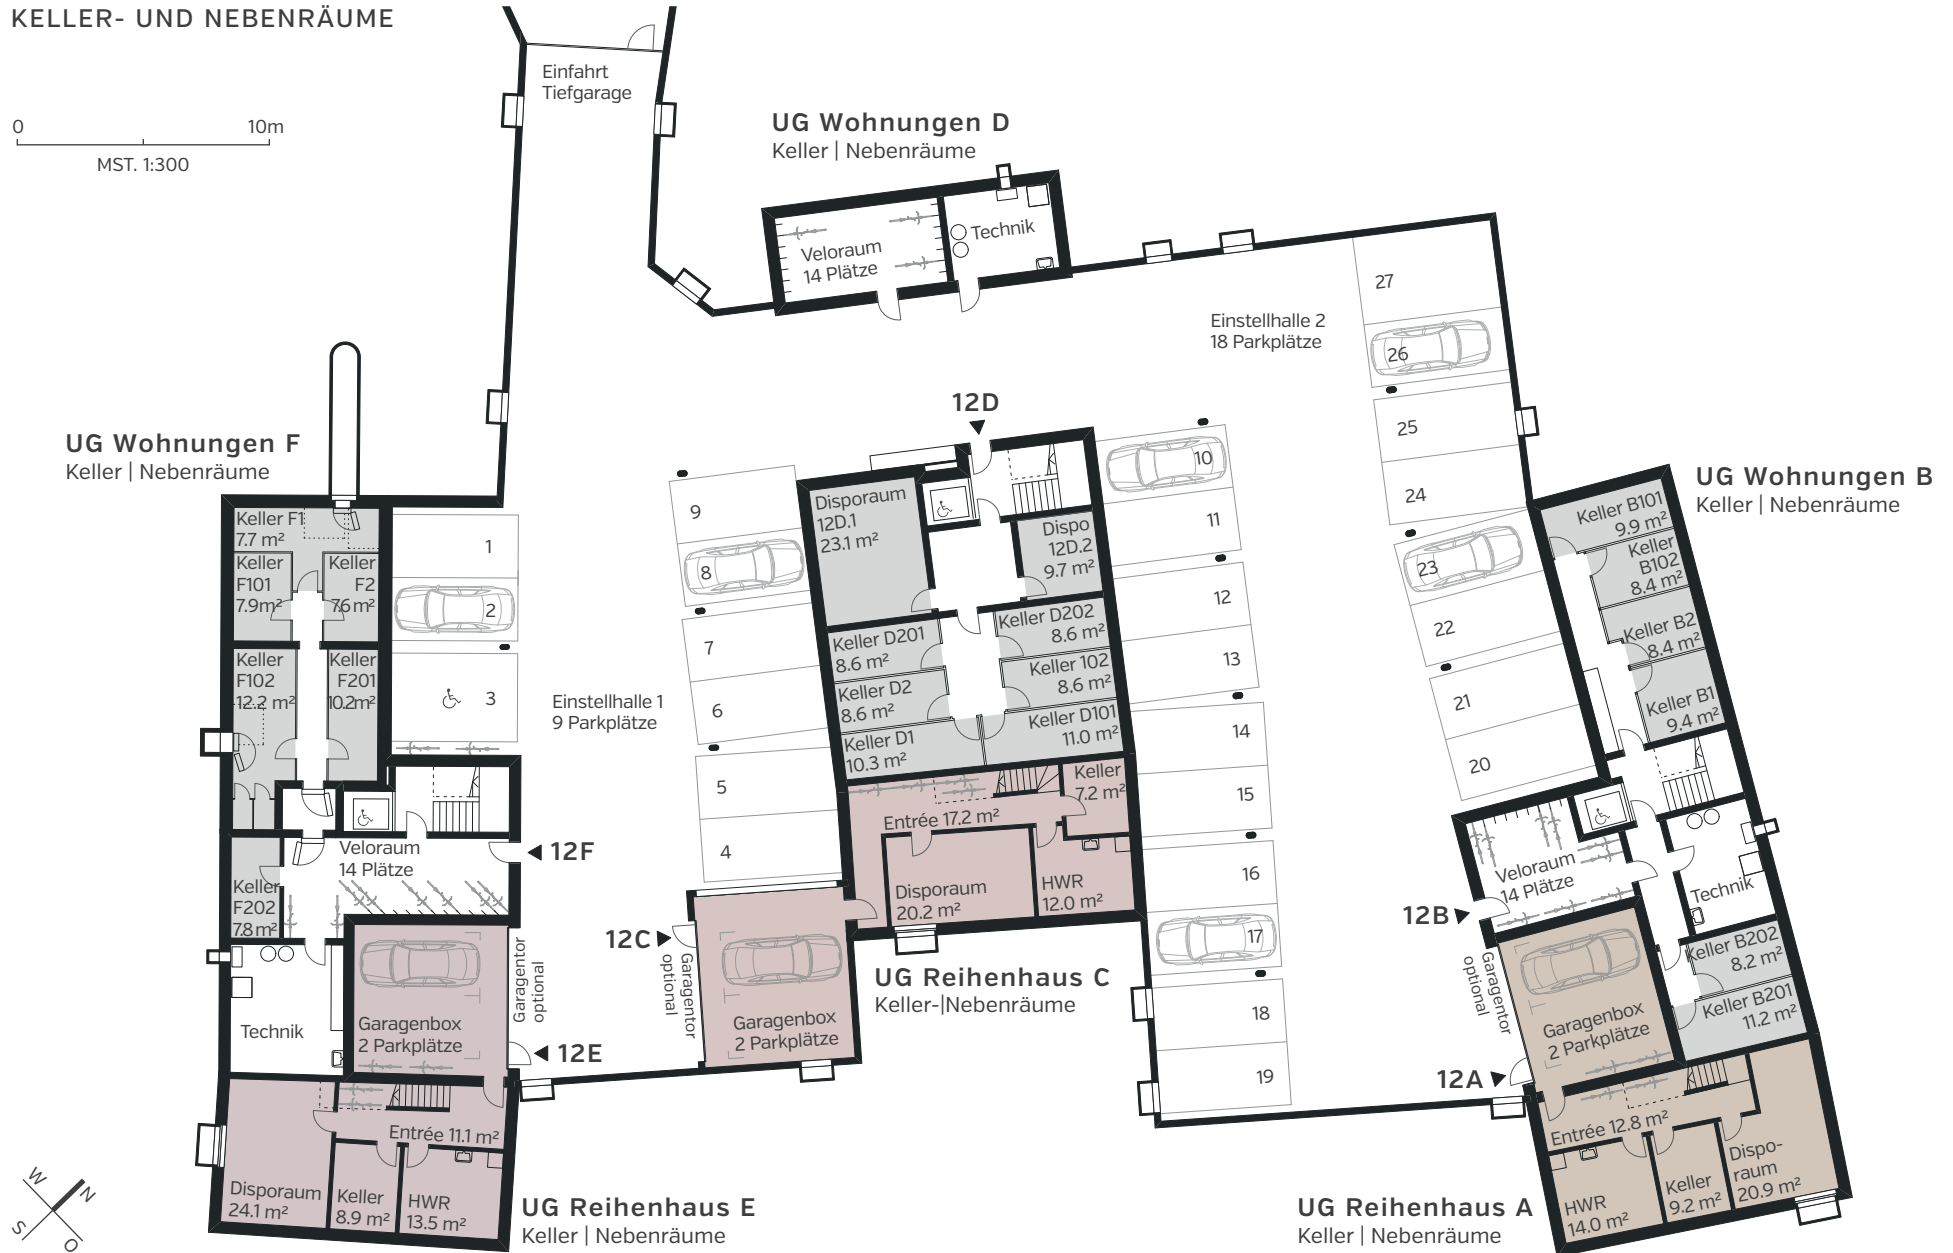 KELLER- UND NEBENRÄUME
0 10m
MST. 1:300
Einfahrt
Tiefgarage
UG Wohnungen D
Keller | Nebenräume
Veloraum
14 Plätze
Technik
Einstellhalle 2
18 Parkplätze
27
26
25
24
23
22
21
20
12D
10
11
12
13
14
15
16
17
18
19
UG Wohnungen F
Keller | Nebenräume
Keller F1
7.7 m²
Keller
F101
7.9m²
Keller
F2
7.6 m²
Keller
F102
12.2 m²
Keller
F201
10.2m²
1
2
3
Einstellhalle 1
9 Parkplätze
9
8
7
6
5
4
Disporaum
12D.1
23.1 m²
Dispo
12D.2
9.7 m²
Keller D201
8.6 m²
Keller D202
8.6 m²
Keller D2
8.6 m²
Keller 102
8.6 m²
Keller D1
10.3 m²
Keller D101
11.0 m²
Entrée 17.2 m²
Keller
7.2 m²
Disporaum
20.2 m²
HWR
12.0 m²
12C
Garagentor
optional
Garagenbox
2 Parkplätze
UG Reihenhaus C
Keller-|Nebenräume
Veloraum
14 Plätze
12F
Keller
F202
7.8 m²
Technik
Garagenbox
2 Parkplätze
Garagentor
optional
12E
Entrée 11.1 m²
Disporaum
24.1 m²
Keller
8.9 m²
HWR
13.5 m²
UG Reihenhaus E
Keller | Nebenräume
UG Wohnungen B
Keller | Nebenräume
Keller B101
9.9 m²
Keller
B102
8.4 m²
Keller B2
8.4 m²
Keller B1
9.4 m²
Veloraum
14 Plätze
12B
Technik
Keller B202
8.2 m²
Keller B201
11.2 m²
Garagentor
optional
Garagenbox
2 Parkplätze
12A
Entrée 12.8 m²
HWR
14.0 m²
Keller
9.2 m²
Dispo-
raum
20.9 m²
UG Reihenhaus A
Keller | Nebenräume
W N
S O